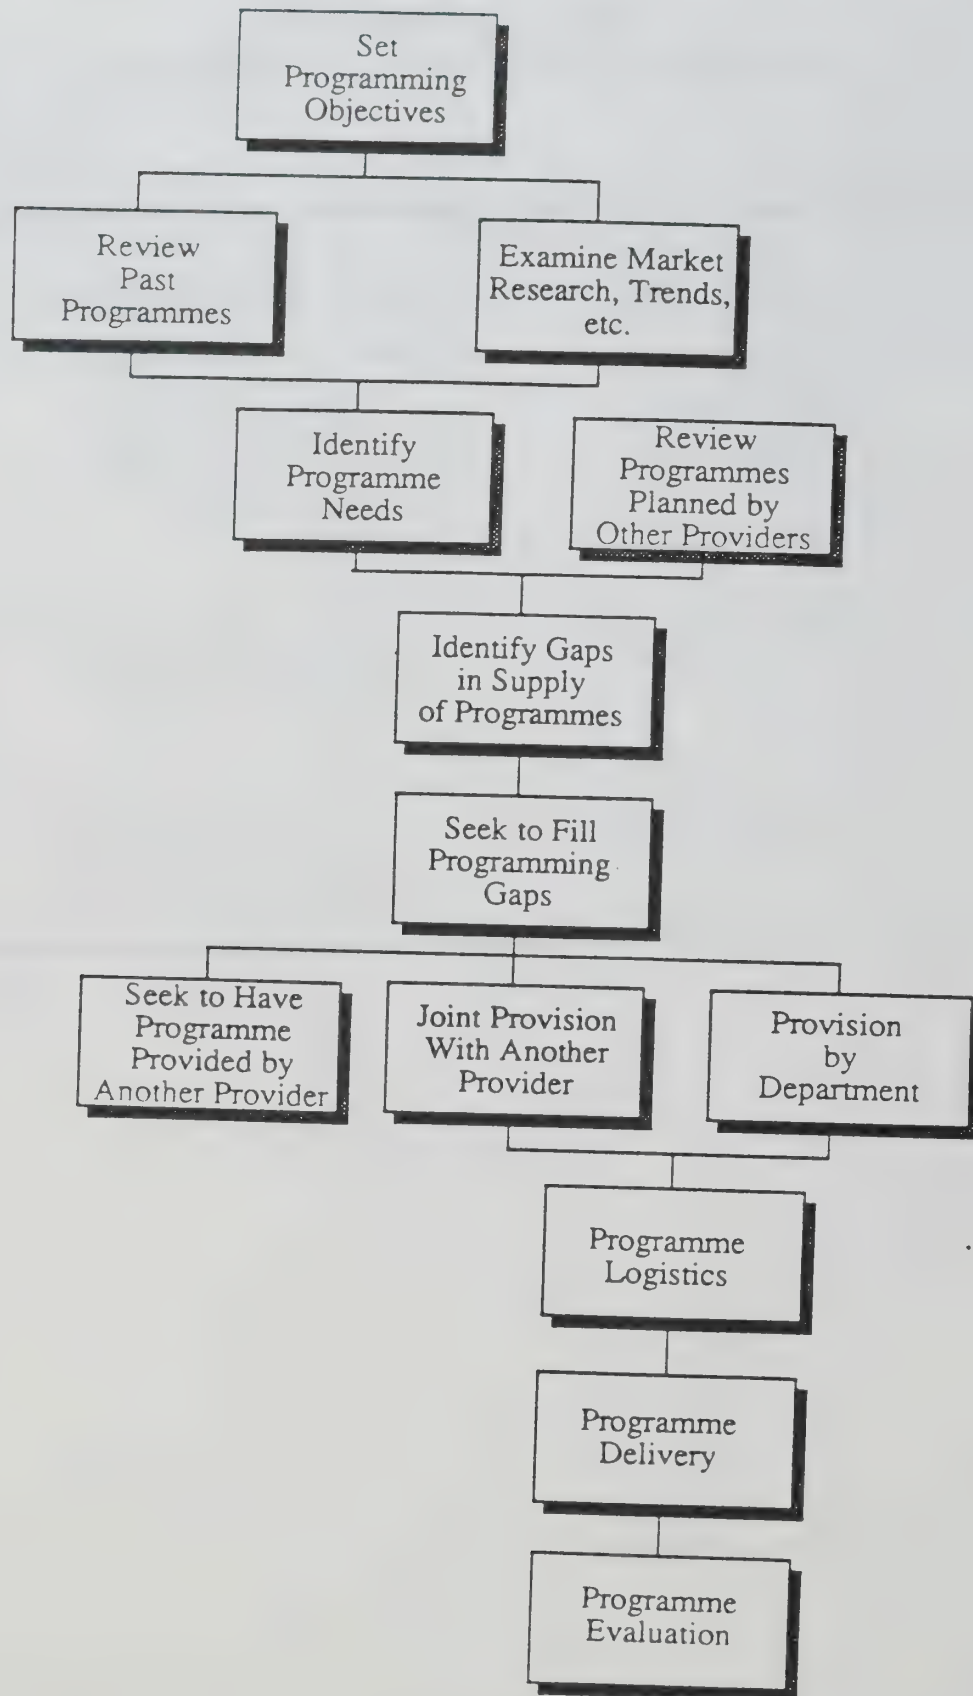 Set
Programming
Objectives
Review
Past
Programmes
Examine Market
Research, Trends,
etc.
Identify
Programme
Needs
Review
Programmes
Planned by
Other Providers
Identify Gaps
in Supply
of Programmes
Seek to Fill
Programming
Gaps
Seek to Have
Programme
Provided by
Another Provider
Joint Provision
With Another
Provider
Provision
by
Department
Programme
Logistics
Programme
Delivery
Programme
Evaluation